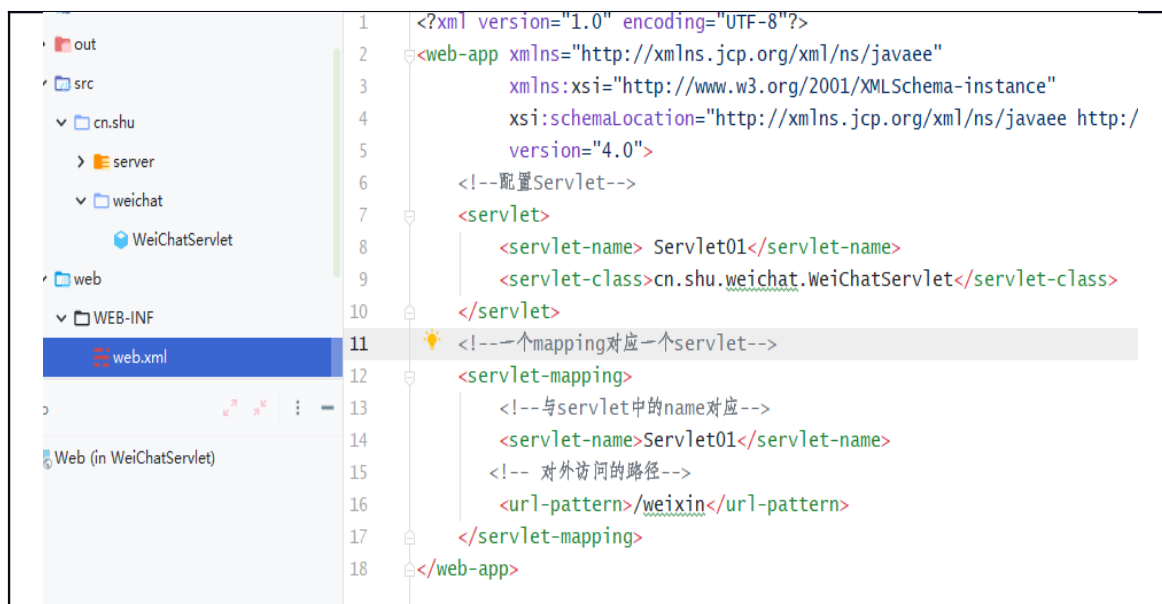 out
src
cn.shu
server
weichat
WeiChatServlet
web
WEB-INF
web.xml
Web (in WeiChatServlet)
1 <?xml version="1.0" encoding="UTF-8"?>
2 <web-app xmlns="http://xmlns.jcp.org/xml/ns/javaee"
3 xmlns:xsi="http://www.w3.org/2001/XMLSchema-instance"
4 xsi:schemaLocation="http://xmlns.jcp.org/xml/ns/javaee http:/
5 version="4.0">
6 <!--配置Servlet-->
7 <servlet>
8 <servlet-name> Servlet01</servlet-name>
9 <servlet-class>cn.shu.weichat.WeiChatServlet</servlet-class>
10 </servlet>
11 <!--一个mapping对应一个servlet-->
12 <servlet-mapping>
13 <!--与servlet中的name对应-->
14 <servlet-name>Servlet01</servlet-name>
15 <!-- 对外访问的路径-->
16 <url-pattern>/weixin</url-pattern>
17 </servlet-mapping>
18 </web-app>